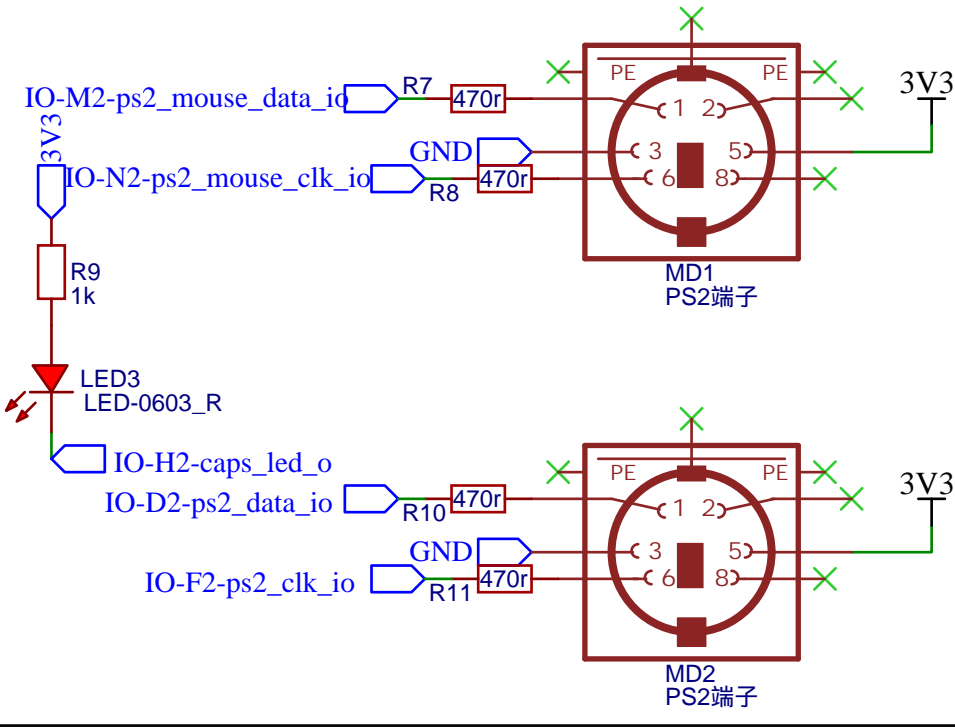 PE PE
R7
3V3
IO-M2-ps2_mouse_data_io
470r
1 2
3V3
GND
3 5
IO-N2-ps2_mouse_clk_io
470r
6 8
R8
R9
1k
MD1
PS2端子
LED3
LED-0603_R
IO-H2-caps_led_o
PE PE
3V3
IO-D2-ps2_data_io
470r
R10
1 2
GND
3 5
IO-F2-ps2_clk_io
470r
6 8
R11
MD2
PS2端子